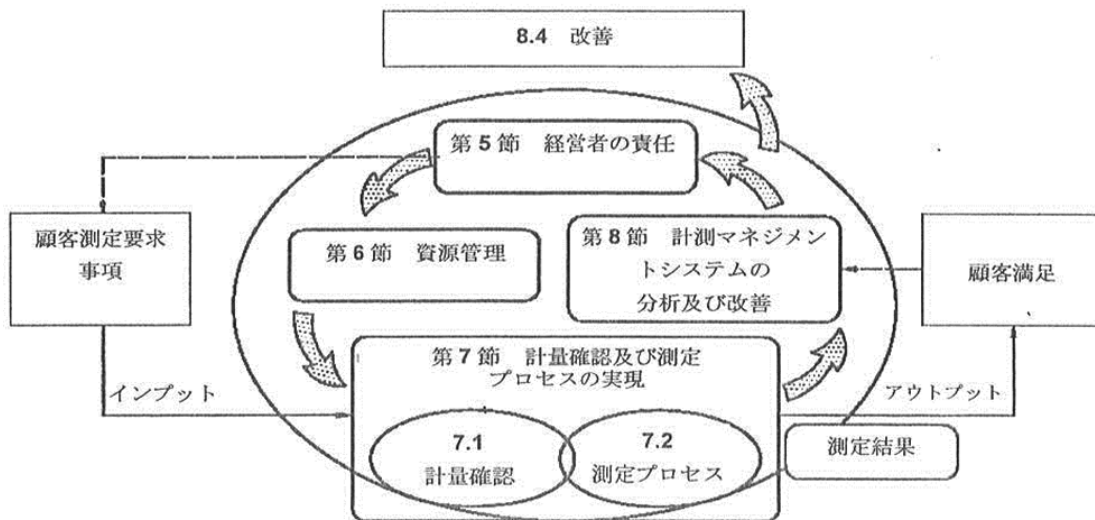 8.4 改善
第5節 経営者の責任
顧客測定要求
事項
第6節 資源管理
第8節 計測マネジメン
トシステムの
分析及び改善
顧客満足
第7節 計量確認及び測定
プロセスの実現
インプット
アウトプット
7.1
計量確認
7.2
測定プロセス
測定結果